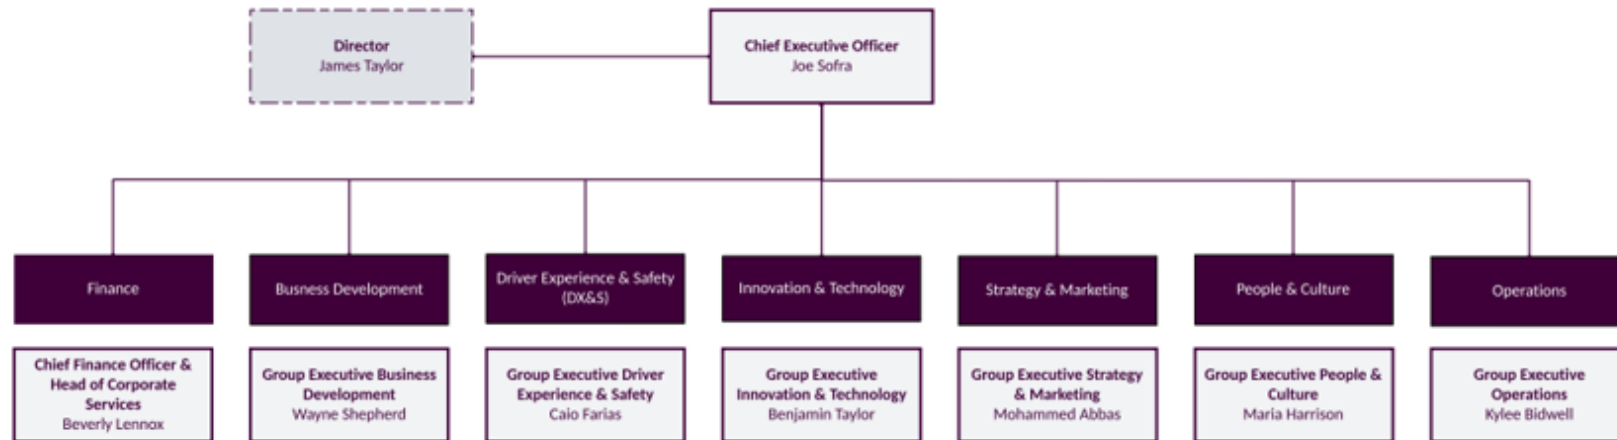 Director
James Taylor
Chief Executive Officer
Joe Sofra
Finance
Business Development
Driver Experience & Safety
(DX&S)
Innovation & Technology
Strategy & Marketing
People & Culture
Operations
Chief Finance Officer &
Head of Corporate
Services
Beverly Lennox
Group Executive Business
Development
Wayne Shepherd
Group Executive Driver
Experience & Safety
Caio Farias
Group Executive
Innovation & Technology
Benjamin Taylor
Group Executive Strategy
& Marketing
Mohammed Abbas
Group Executive People &
Culture
Maria Harrison
Group Executive
Operations
Kylee Bidwell